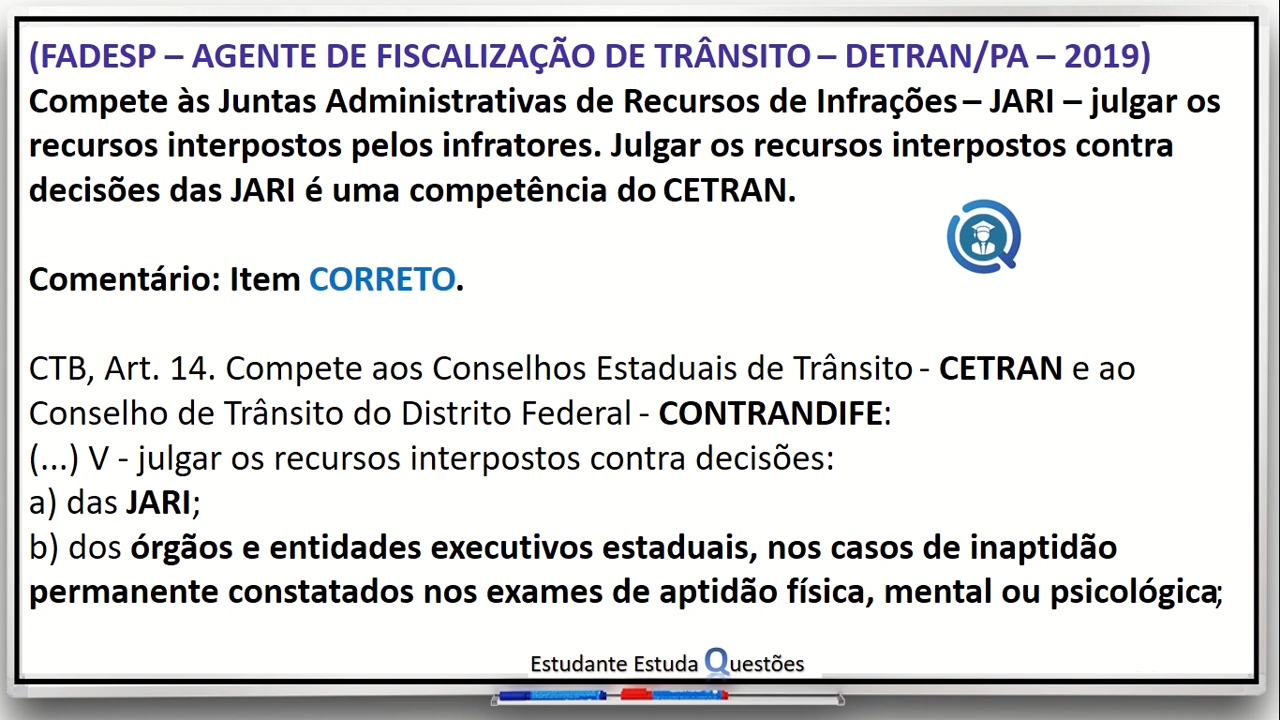 (FADESP – AGENTE DE FISCALIZAÇÃO DE TRÂNSITO – DETRAN/PA – 2019)
Compete às Juntas Administrativas de Recursos de Infrações – JARI – julgar os
recursos interpostos pelos infratores. Julgar os recursos interpostos contra
decisões das JARI é uma competência do CETRAN.
Comentário: Item CORRETO.
CTB, Art. 14. Compete aos Conselhos Estaduais de Trânsito - CETRAN e ao
Conselho de Trânsito do Distrito Federal - CONTRANDIFE:
(...) V - julgar os recursos interpostos contra decisões:
a) das JARI;
b) dos órgãos e entidades executivos estaduais, nos casos de inaptidão
permanente constatados nos exames de aptidão física, mental ou psicológica;
Estudante Estuda Questões